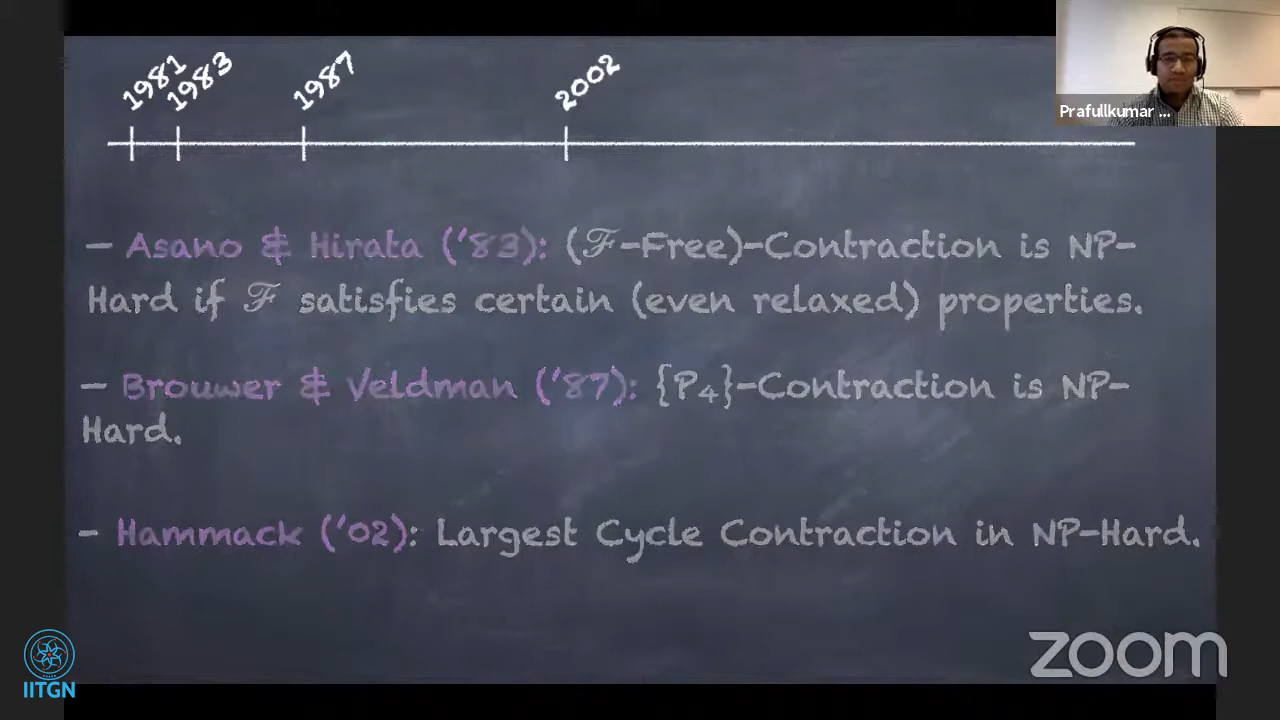 1981
1983
1987
2002
Prafullkumar ...
– Asano & Hirata ('83): (ℱ-Free)-Contraction is NP-
Hard if ℱ satisfies certain (even relaxed) properties.
– Brouwer & Veldman ('87): {P₄}-Contraction is NP-
Hard.
- Hammack ('02): Largest Cycle Contraction in NP-Hard.
IITGN
zoom